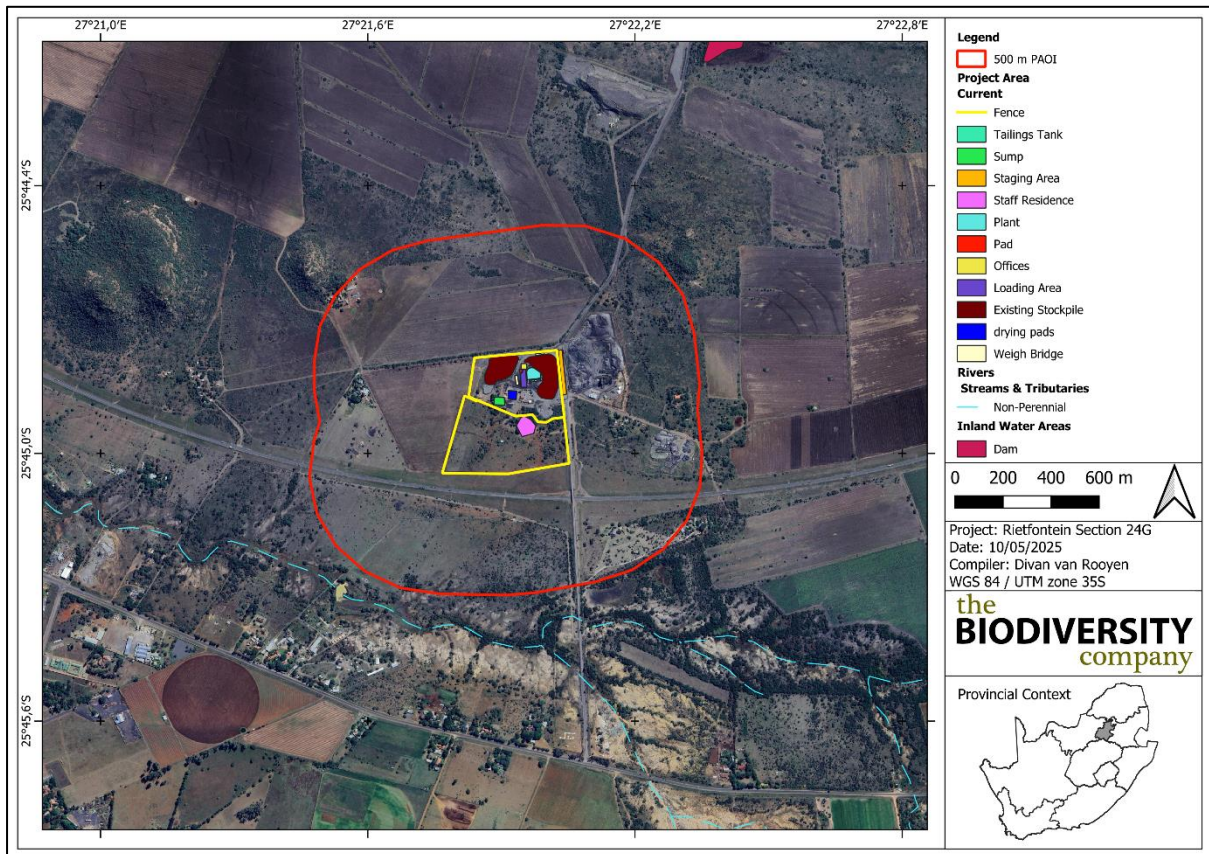 27°21,0'E 27°21,6'E 27°22,2'E 27°22,8'E
25°44,4'S
25°45,0'S
25°45,6'S
Legend
500 m PAOI
Project Area
Current
Fence
Tailings Tank
Sump
Staging Area
Staff Residence
Plant
Pad
Offices
Loading Area
Existing Stockpile
drying pads
Weigh Bridge
Rivers
Streams & Tributaries
Non-Perennial
Inland Water Areas
Dam
0 200 400 600 m
Project: Rietfontein Section 24G
Date: 10/05/2025
Compiler: Divan van Rooyen
WGS 84 / UTM zone 35S
the
BIODIVERSITY
company
Provincial Context